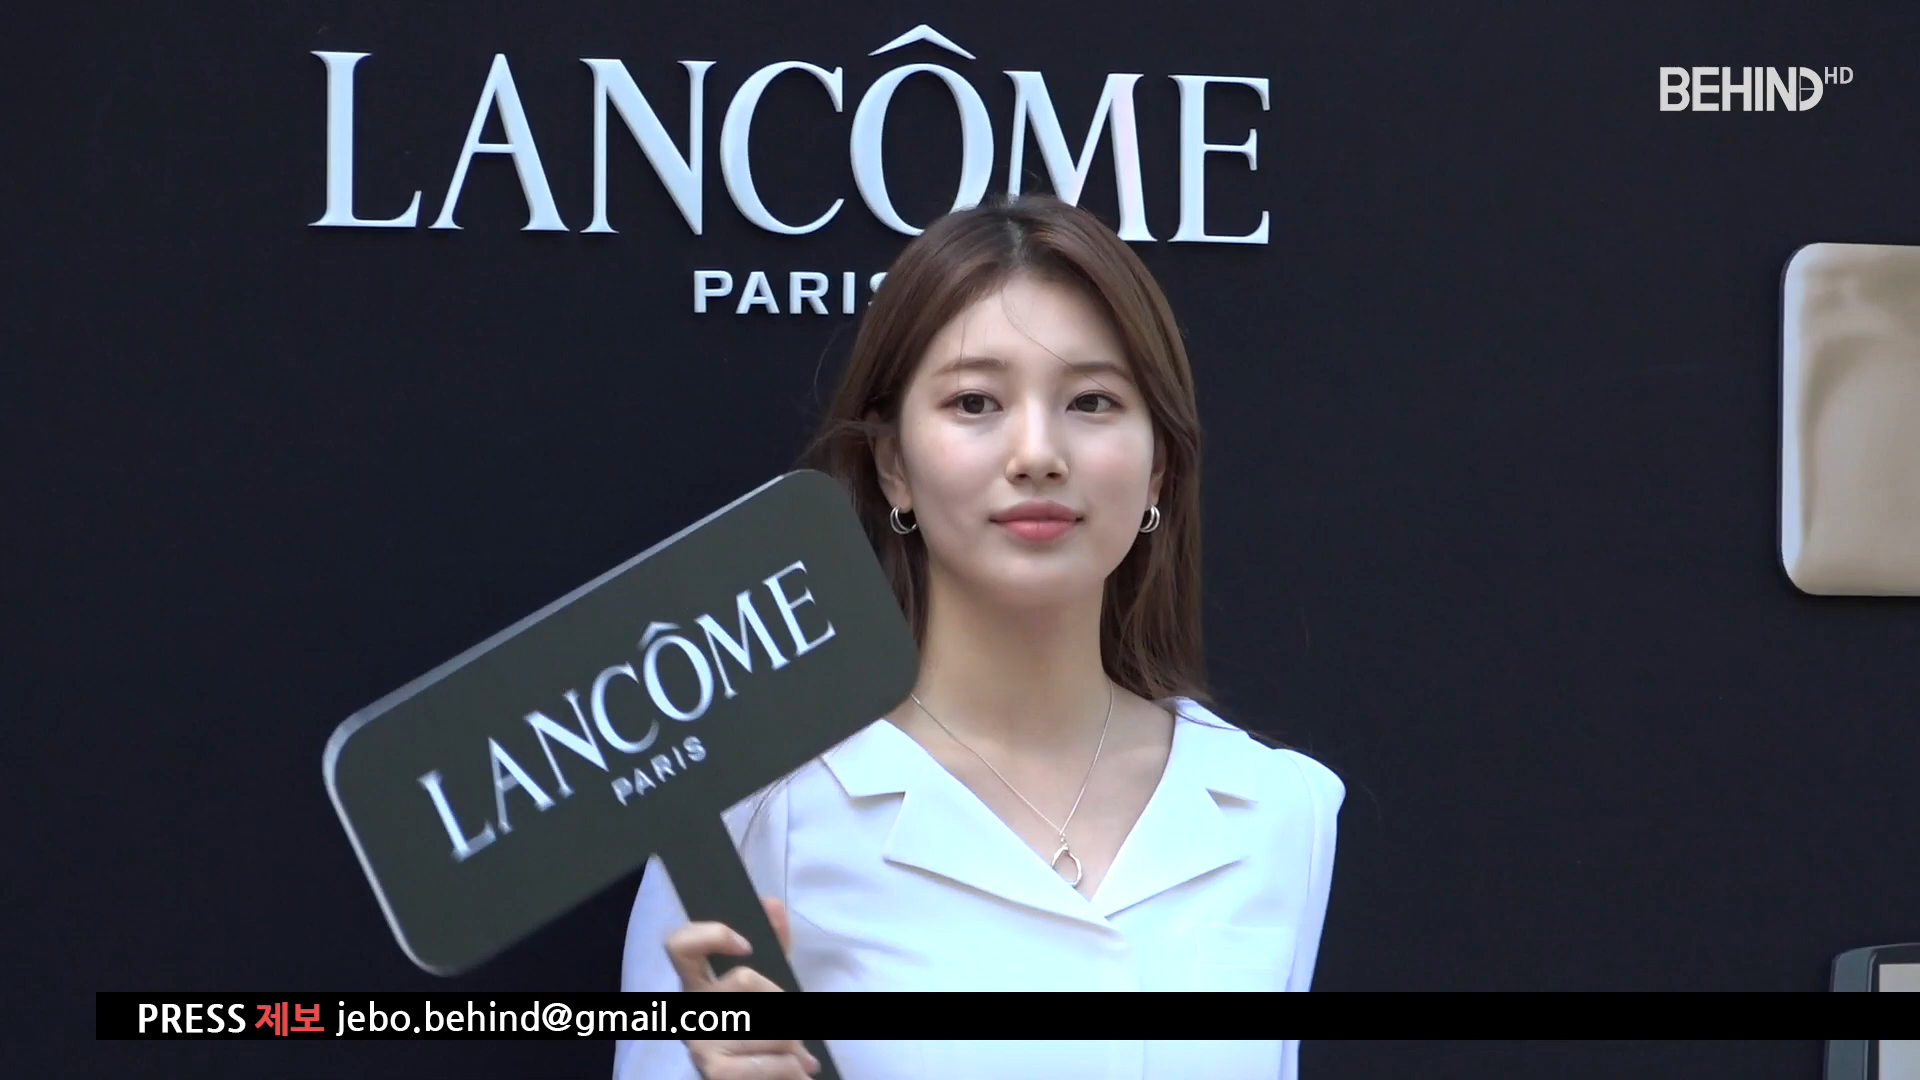 LANCÔME
PARIS
BEHIND HD
LANCÔME
PARIS
PRESS 제보 jebo.behind@gmail.com